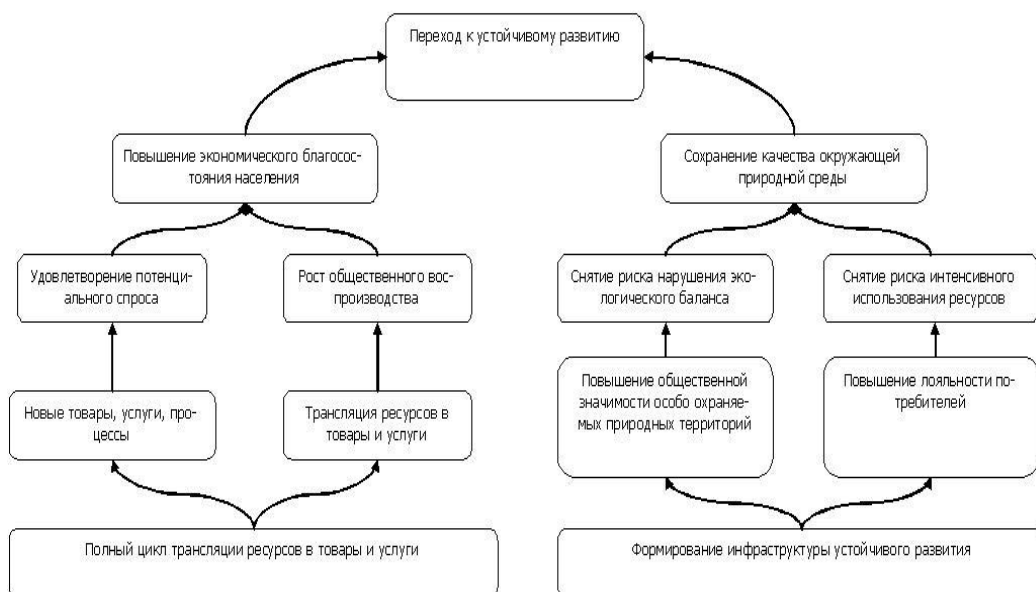 Переход к устойчивому развитию
Повышение экономического благосос-
тояния населения
Сохранение качества окружающей
природной среды
Удовлетворение потенци-
ального спроса
Рост общественного вос-
производства
Снятие риска нарушения эко-
логического баланса
Снятие риска интенсивного
использования ресурсов
Новые товары, услуги, про-
цессы
Трансляция ресурсов в
товары и услуги
Повышение общественной
значимости особо охраняе-
мых природных территорий
Повышение лояльности по-
требителей
Полный цикл трансляции ресурсов в товары и услуги
Формирование инфраструктуры устойчивого развития